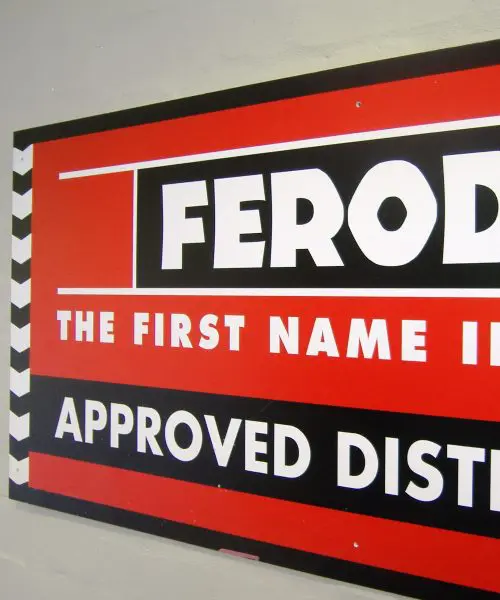 FEROD
THE FIRST NAME I
APPROVED DIST